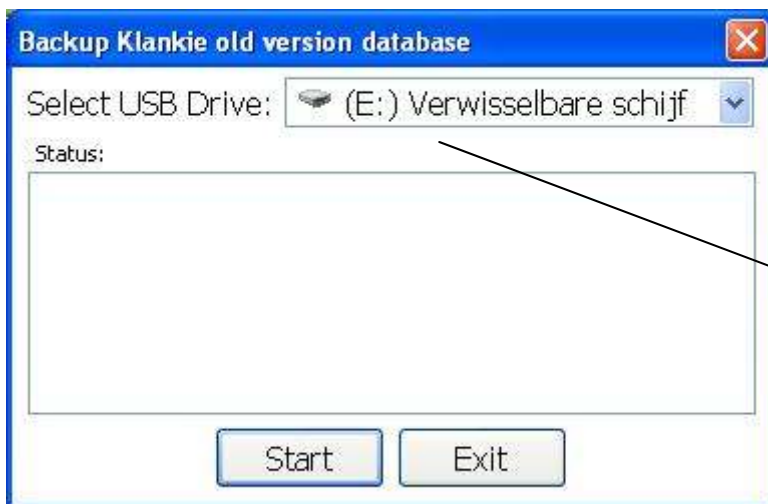 Backup Klankie old version database
Select USB Drive: (E:) Verwisselbare schijf
Status:
Start Exit